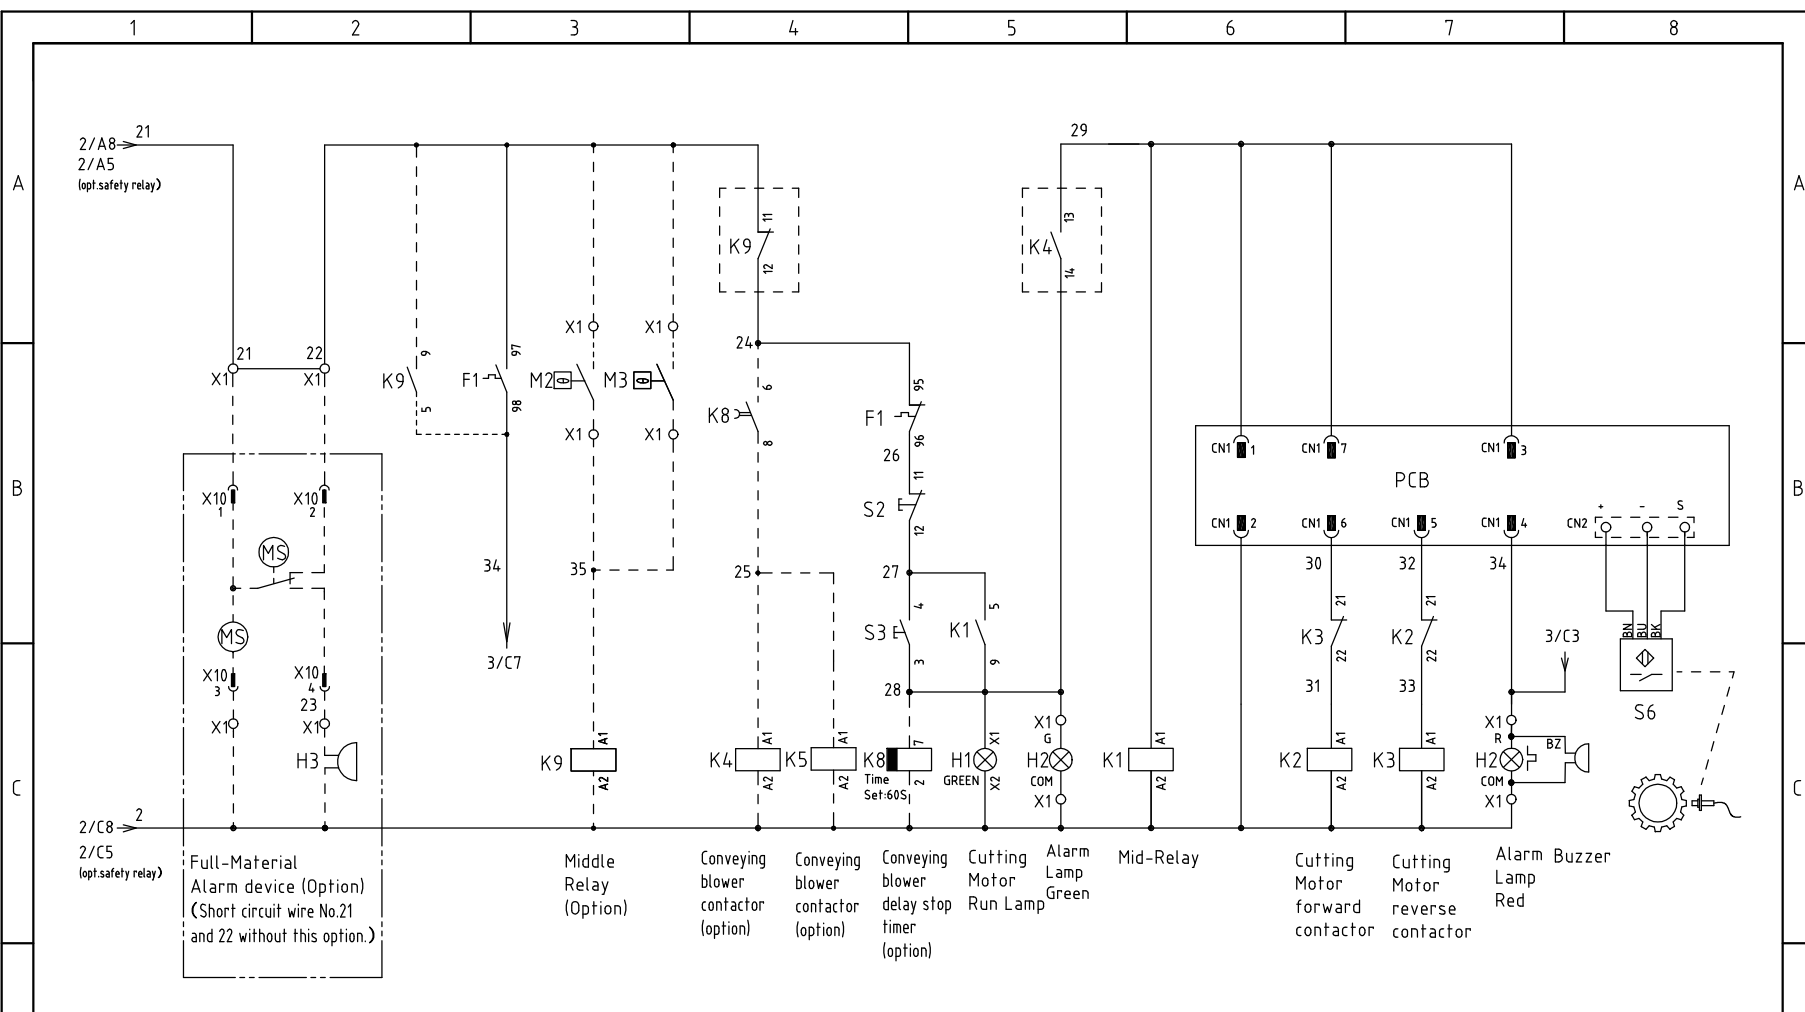 1 2 3 4 5 6 7 8
2/A8 21
2/A5
(opt.safety relay)
29
A A
11
K9
12
13
K4
14
X1 X1
24
21 22
X1 X1
9
K9
5
97
F1
98
M2 θ
M3 θ
X1 X1
6
K8
8
95
F1
96
26
11
S2
12
CN1 1
CN1 7
CN1 3
PCB
CN1 2
CN1 6
CN1 5
CN1 4
CN2 + - S
B B
X10
1
X10
2
MS
MS
34
35
25
27
30 32 34
4
S3
3
5
K1
9
21
K3
22
21
K2
22
3/C3
BN BU BK
3/C7
X10
3
X10
4
23
X1 X1
28
31 33
S6
X1
G
X1
R
H3
A1
K9
A2
A1
K4
A2
A1
K5
A2
7
K8
2
Time
Set:60S
X1
H1
GREEN
X2
H2
COM
X1
A1
K1
A2
A1
K2
A2
A1
K3
A2
H2
COM
BZ
X1
C C
2/C8 2
2/C5
(opt.safety relay)
Full-Material
Alarm device (Option)
(Short circuit wire No.21
and 22 without this option.)
Middle
Relay
(Option)
Conveying
blower
contactor
(option)
Conveying
blower
contactor
(option)
Conveying
blower
delay stop
timer
(option)
Cutting
Motor
Run Lamp
Alarm
Lamp
Green
Mid-Relay
Cutting
Motor
forward
contactor
Cutting
Motor
reverse
contactor
Alarm
Lamp
Red
Buzzer